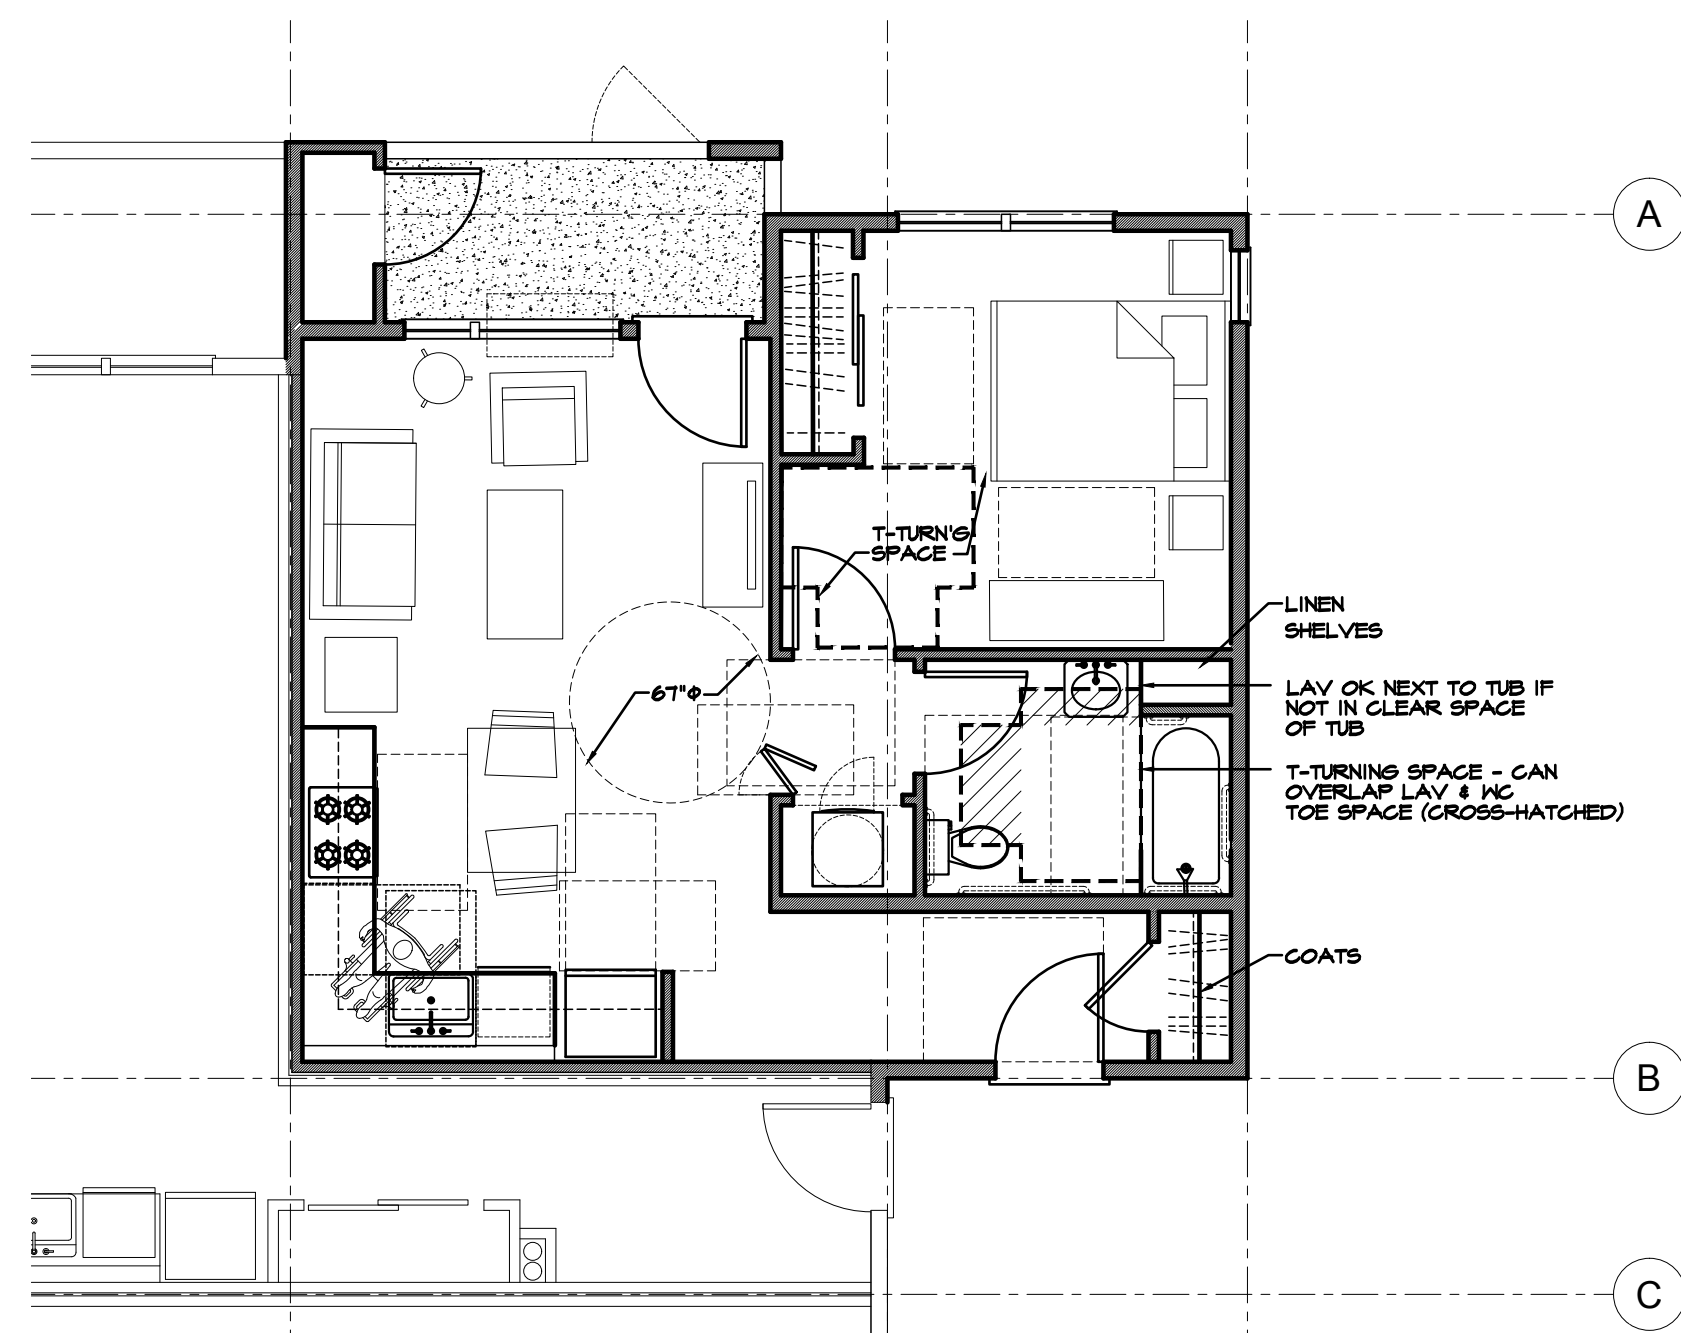 A
T-TURN'G
SPACE
LINEN
SHELVES
67"Φ
LAV OK NEXT TO TUB IF
NOT IN CLEAR SPACE
OF TUB
T-TURNING SPACE - CAN
OVERLAP LAV & WC
TOE SPACE (CROSS-HATCHED)
COATS
B
C